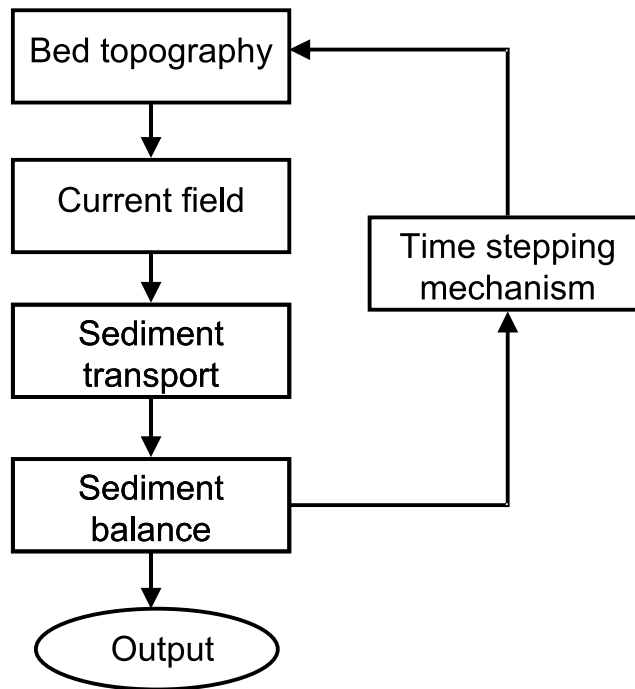 Bed topography
Current field
Sediment
transport
Sediment
balance
Output
Time stepping
mechanism